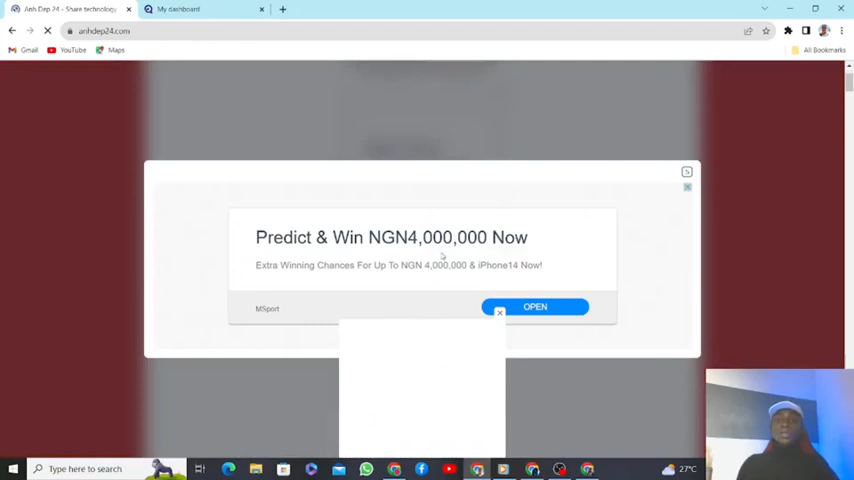 Anh Dep 24 - Share technology
My dashboard
anhdep24.com
Gmail
YouTube
Maps
All Bookmarks
Predict & Win NGN4,000,000 Now
Extra Winning Chances For Up To NGN 4,000,000 & iPhone14 Now!
MSport
OPEN
Type here to search
27°C